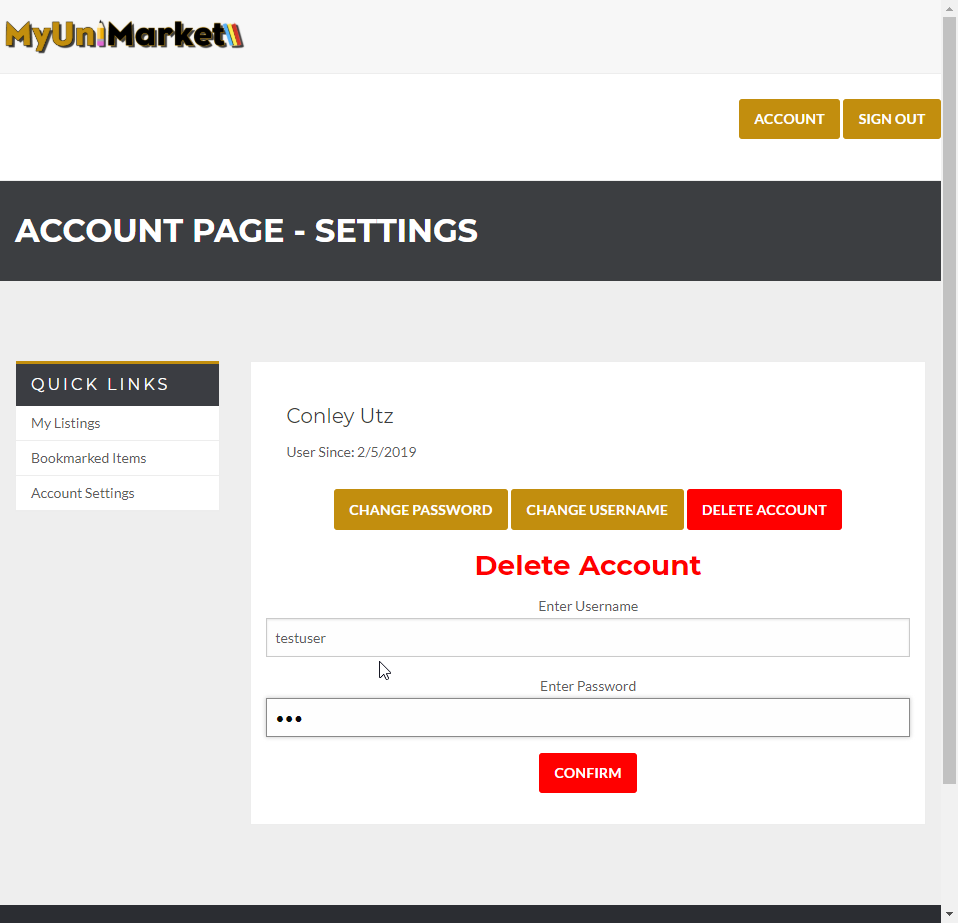 MyUniMarket
ACCOUNT
SIGN OUT
ACCOUNT PAGE - SETTINGS
QUICK LINKS
My Listings
Bookmarked Items
Account Settings
Conley Utz
User Since: 2/5/2019
CHANGE PASSWORD
CHANGE USERNAME
DELETE ACCOUNT
Delete Account
Enter Username
testuser
Enter Password
•••
CONFIRM